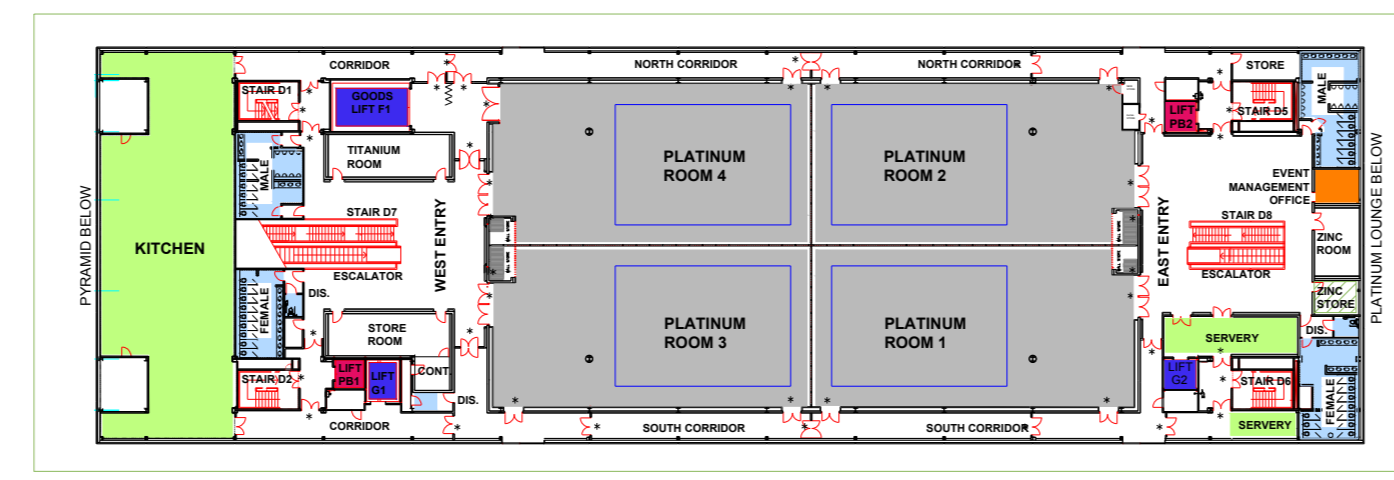 CORRIDOR
NORTH CORRIDOR
NORTH CORRIDOR
STORE
STAIR D1
GOODS
LIFT F1
LIFT
PB2
STAIR D5
MALE
TITANIUM
ROOM
MALE
PLATINUM
ROOM 4
PLATINUM
ROOM 2
EVENT
MANAGEMENT
OFFICE
PYRAMID BELOW
KITCHEN
STAIR D7
ESCALATOR
WEST ENTRY
EAST ENTRY
STAIR D8
ESCALATOR
ZINC
ROOM
PLATINUM LOUNGE BELOW
FEMALE
DIS.
ZINC
STORE
STORE
ROOM
PLATINUM
ROOM 3
PLATINUM
ROOM 1
SERVERY
DIS.
STAIR D2
LIFT
PB1
LIFT
G1
CONT.
DIS.
LIFT
G2
STAIR D6
FEMALE
CORRIDOR
SOUTH CORRIDOR
SOUTH CORRIDOR
SERVERY